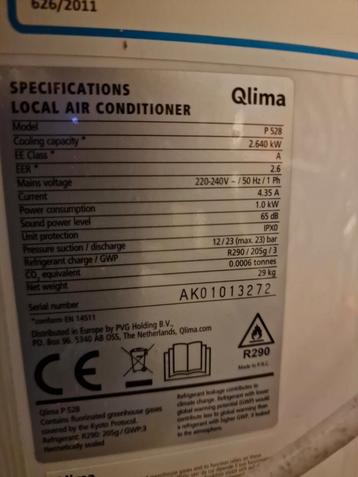 626/2011
SPECIFICATIONS
LOCAL AIR CONDITIONER
Qlima
Model P 528
Cooling capacity * 2.640 kW
EE Class * A
EER * 2.6
Mains voltage 220-240V ~ / 50 Hz / 1 Ph
Current 4.35 A
Power consumption 1.0 kW
Sound power level 65 dB
Unit protection IPX0
Pressure suction / discharge 12 / 23 (max. 23) bar
Refrigerant charge / GWP R290 / 205g / 3
CO2 equivalent 0.0006 tonnes
Net weight 29 kg
Serial number AK01013272
*conform EN 14511
Distributed in Europe by PVG Holding B.V.,
P.O. Box 96, 5340 AB OSS, The Netherlands, Qlima.com
CE
R290
Made in P.R.C.
Qlima P 528
Contains fluorinated greenhouse gases
covered by the Kyoto Protocol.
Refrigerant: R290: 205g/GWP:3
Hermetically sealed
Refrigerant leakage contributes to
climate change. Refrigerant with lower
global warming potential (GWP) would
contribute less to global warming than
a refrigerant with higher GWP, if leaked
to the atmosphere.